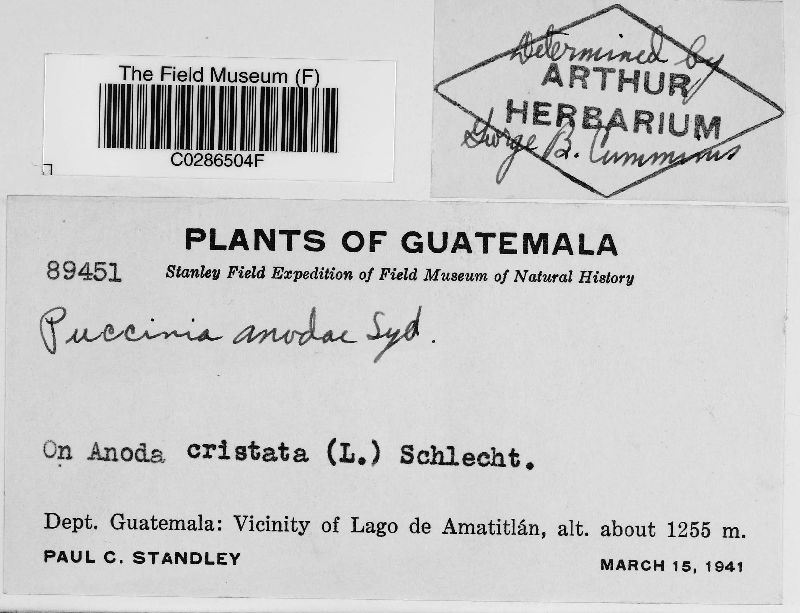 The Field Museum (F)
C0286504F
Determined by
ARTHUR
HERBARIUM
George B. Cummins
PLANTS OF GUATEMALA
89451 Stanley Field Expedition of Field Museum of Natural History
Puccinia anodae Syd.
On Anoda cristata (L.) Schlecht.
Dept. Guatemala: Vicinity of Lago de Amatitlán, alt. about 1255 m.
PAUL C. STANDLEY MARCH 15, 1941